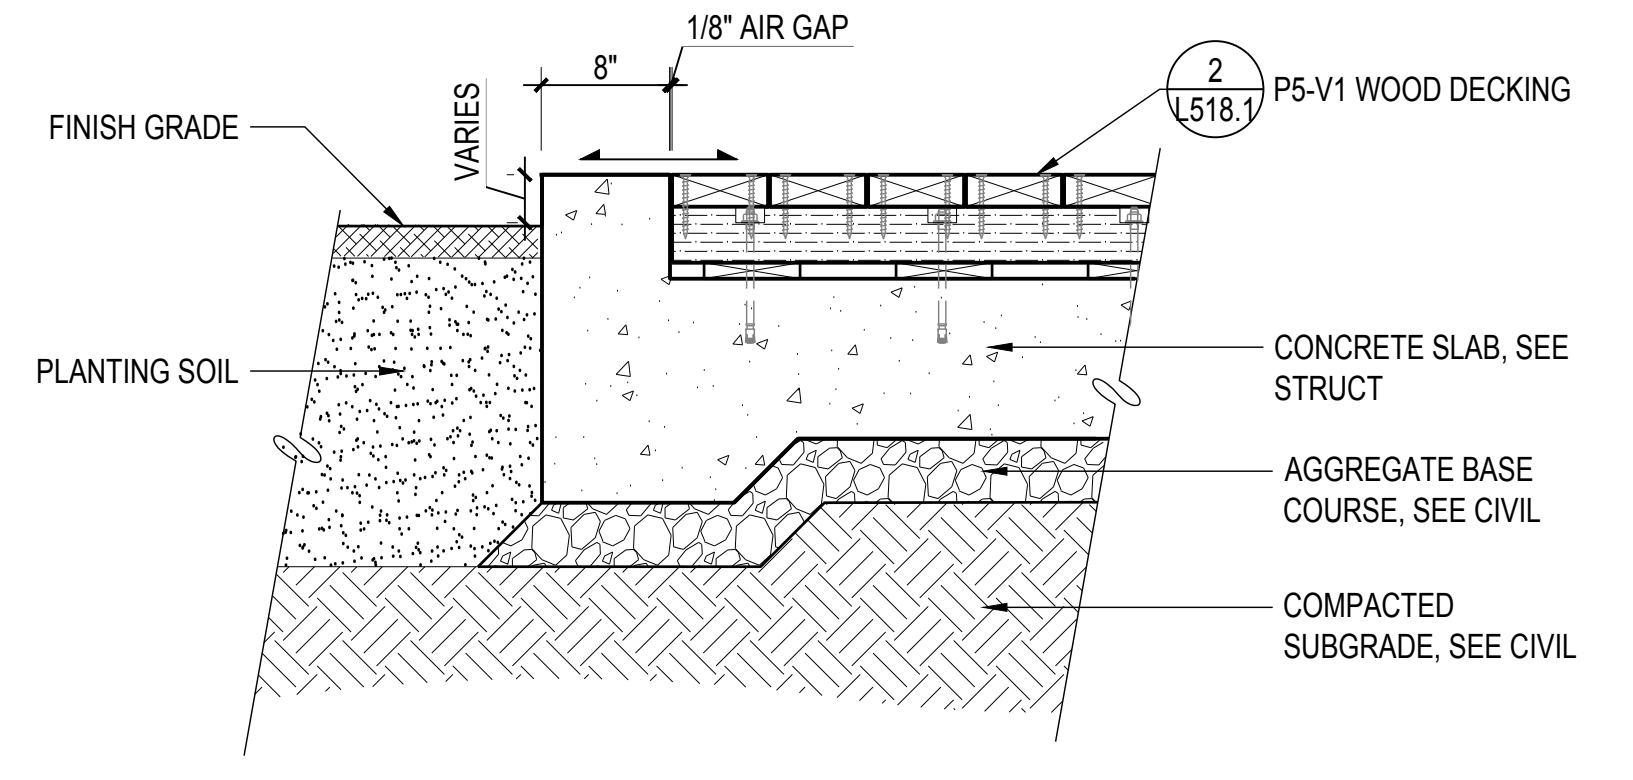 1/8" AIR GAP
8"
VARIES
FINISH GRADE
2
L518.1
P5-V1 WOOD DECKING
PLANTING SOIL
CONCRETE SLAB, SEE
STRUCT
AGGREGATE BASE
COURSE, SEE CIVIL
COMPACTED
SUBGRADE, SEE CIVIL